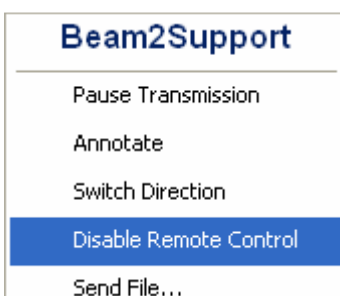 Beam2Support
Pause Transmission
Annotate
Switch Direction
Disable Remote Control
Send File...